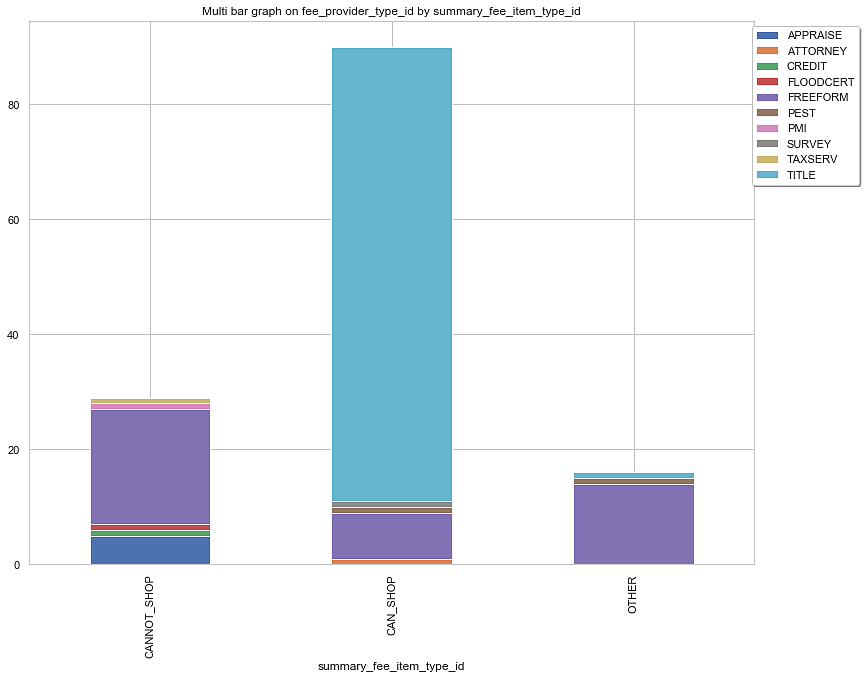 Multi bar graph on fee_provider_type_id by summary_fee_item_type_id
APPRAISE
ATTORNEY
CREDIT
FLOODCERT
FREEFORM
PEST
PMI
SURVEY
TAXSERV
TITLE
80
60
40
20
0
CANNOT_SHOP
CAN_SHOP
OTHER
summary_fee_item_type_id